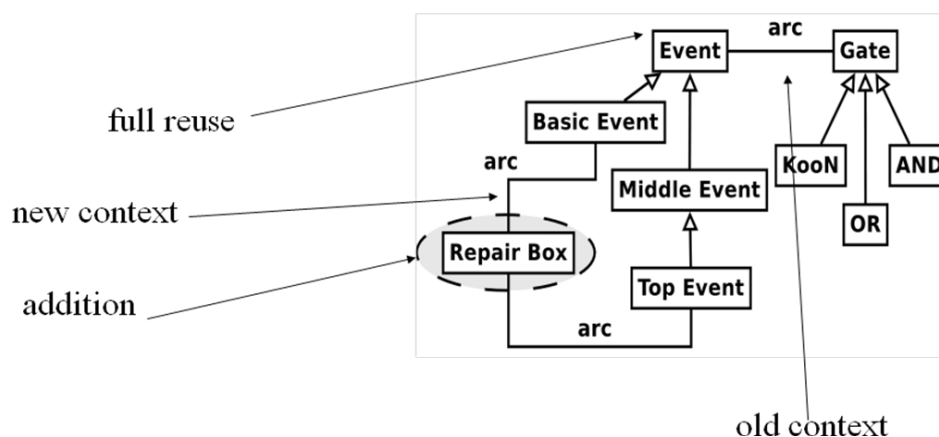 arc
Event
Gate
full reuse
Basic Event
arc
KooN
AND
Middle Event
new context
OR
Repair Box
Top Event
addition
arc
old context